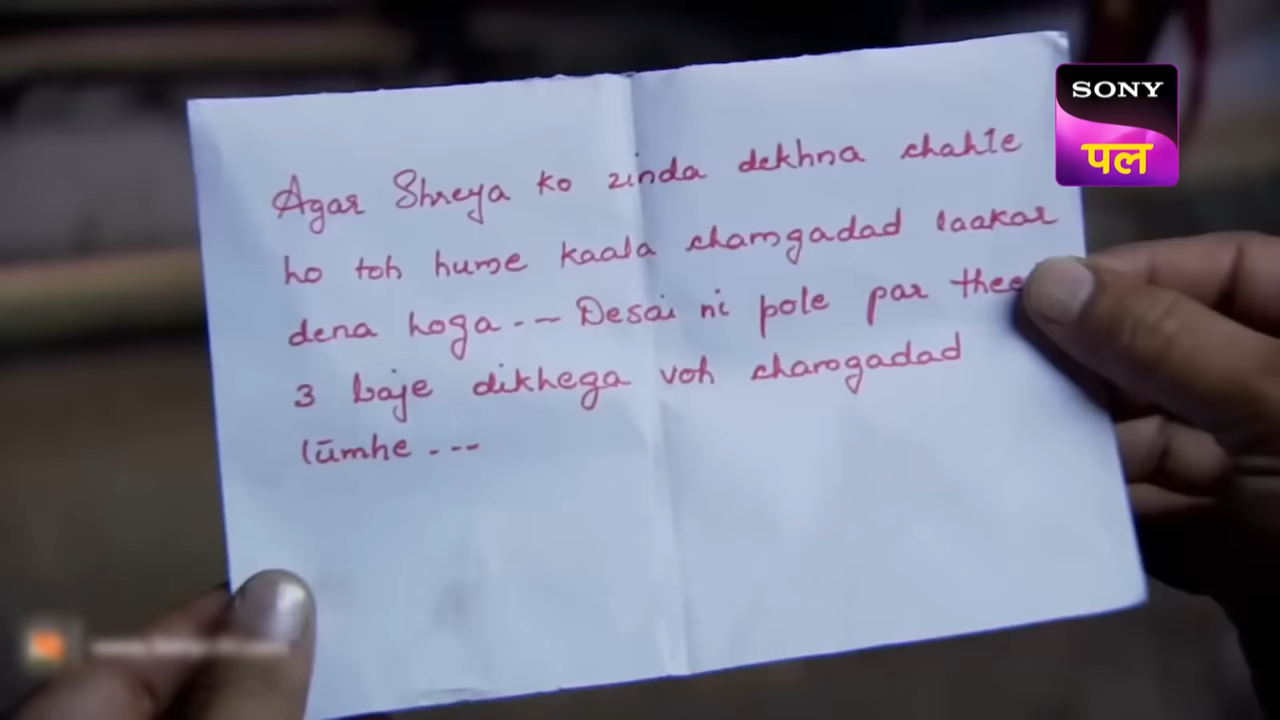 SONY
पल
Agar Shreya ko zinda dekhna chahte
ho toh hume kaala chamgadad laakar
dena hoga .-- Desai ni pole par thee
3 baje dikhega voh chamgadad
tumhe ----